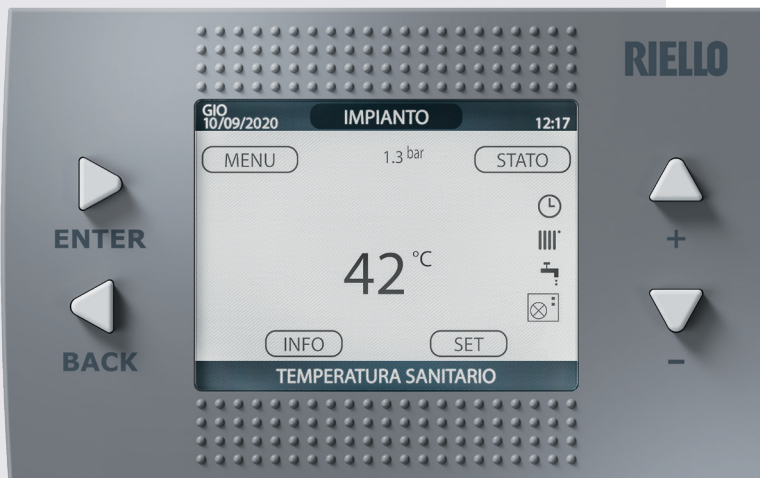 RIELLO
GIO
10/09/2020
IMPIANTO
12:17
MENU
1.3 bar
STATO
ENTER
+
42 °C
BACK
INFO
SET
−
TEMPERATURA SANITARIO